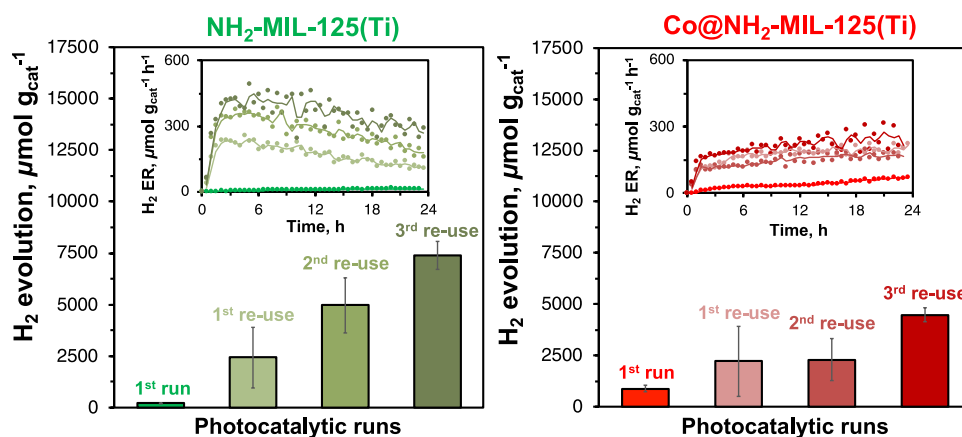 NH₂-MIL-125(Ti)
H₂ evolution, µmol g_cat⁻¹
17500
15000
12500
10000
7500
5000
2500
0
H₂ ER, µmol g_cat⁻¹ h⁻¹
600
300
0
0 6 12 18 24
Time, h
1st run
1st re-use
2nd re-use
3rd re-use
Photocatalytic runs
Co@NH₂-MIL-125(Ti)
H₂ evolution, µmol g_cat⁻¹
17500
15000
12500
10000
7500
5000
2500
0
H₂ ER, µmol g_cat⁻¹ h⁻¹
600
300
0
0 6 12 18 24
Time, h
1st run
1st re-use
2nd re-use
3rd re-use
Photocatalytic runs